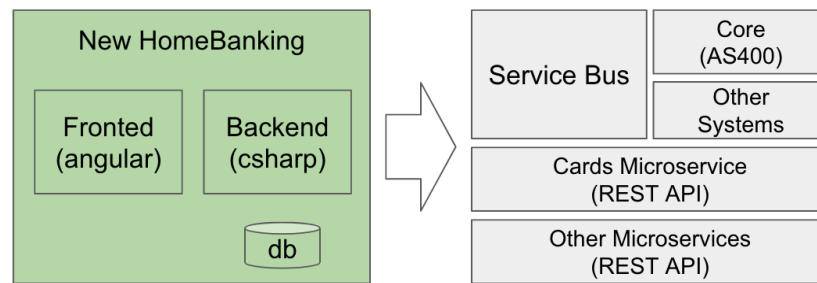 New HomeBanking
Fronted
(angular)
Backend
(csharp)
db
Service Bus
Core
(AS400)
Other
Systems
Cards Microservice
(REST API)
Other Microservices
(REST API)